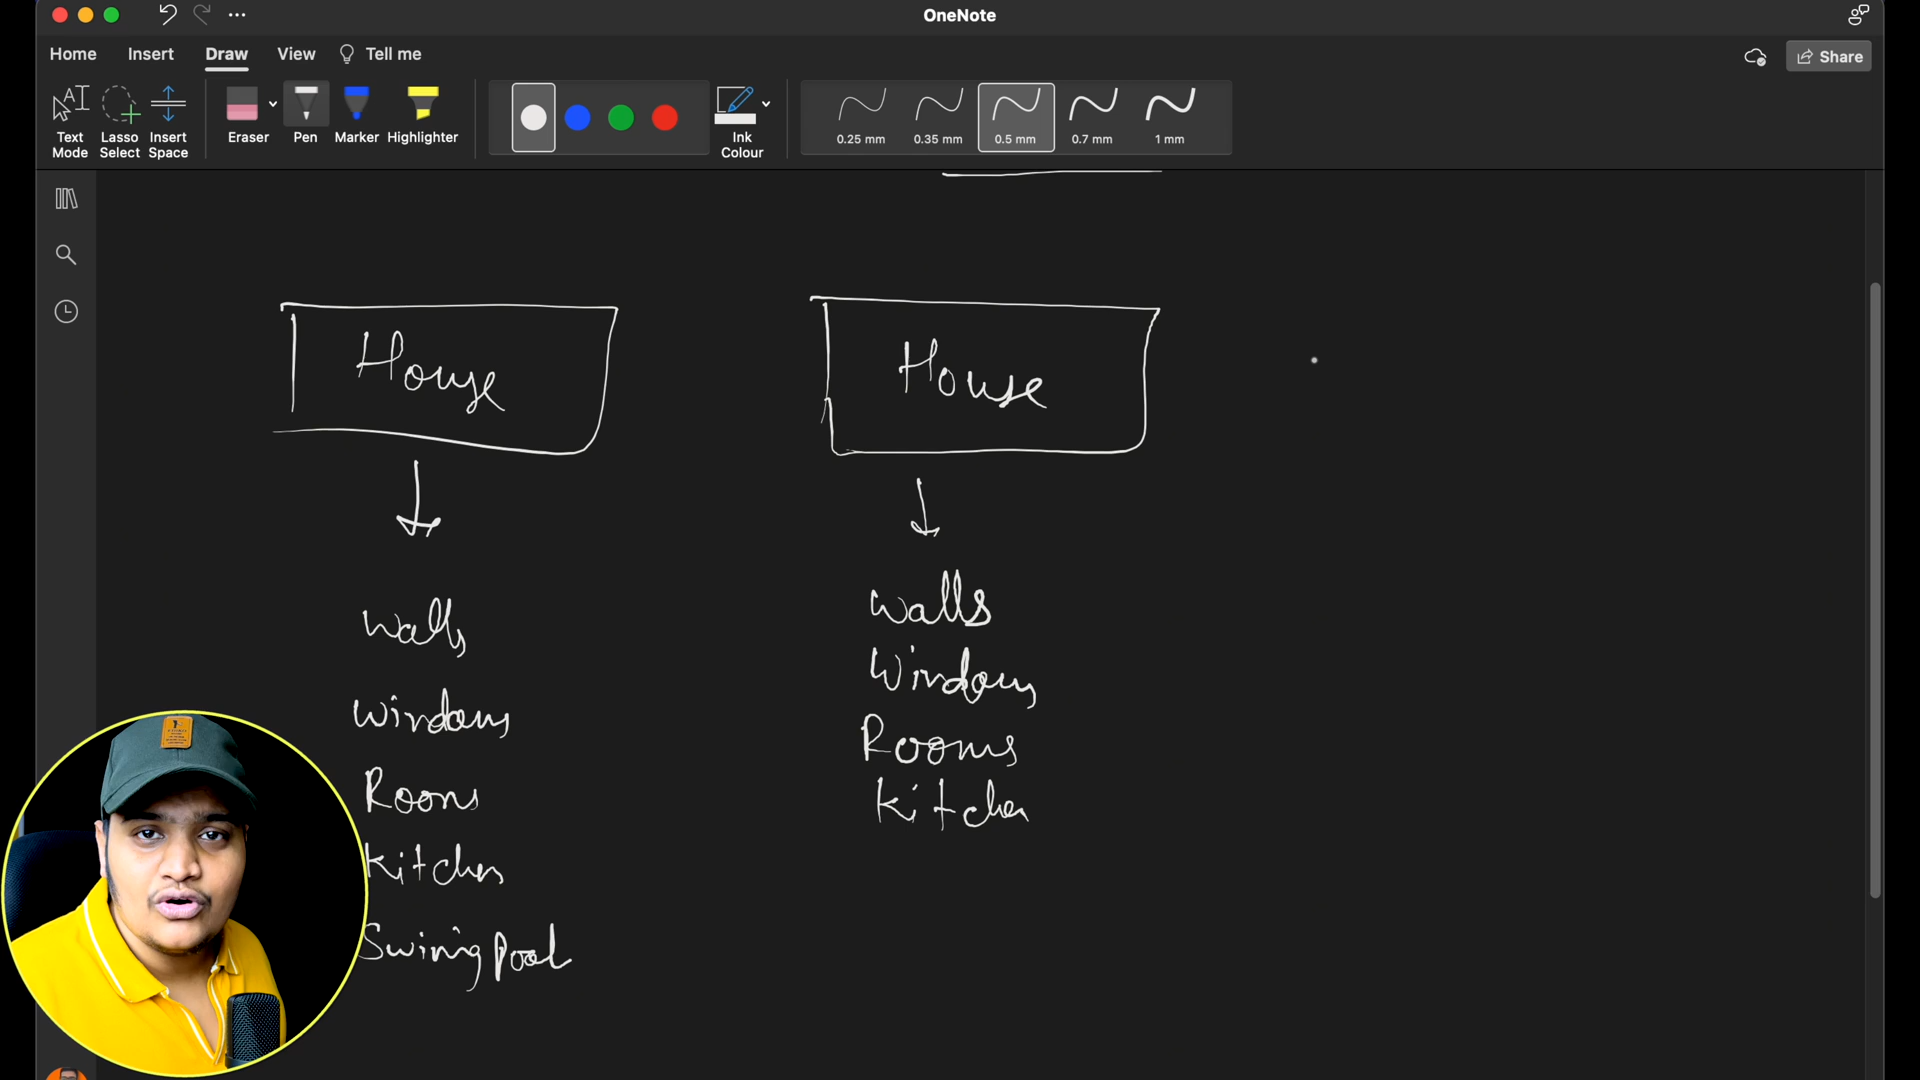 OneNote
Home Insert Draw View Tell me
Share
Text Mode
Lasso Select
Insert Space
Eraser
Pen
Marker
Highlighter
Ink Colour
0.25 mm
0.35 mm
0.5 mm
0.7 mm
1 mm
House
Walls
Windows
Rooms
Kitchen
Swimig Pool
House
Walls
Windows
Rooms
Kitchen